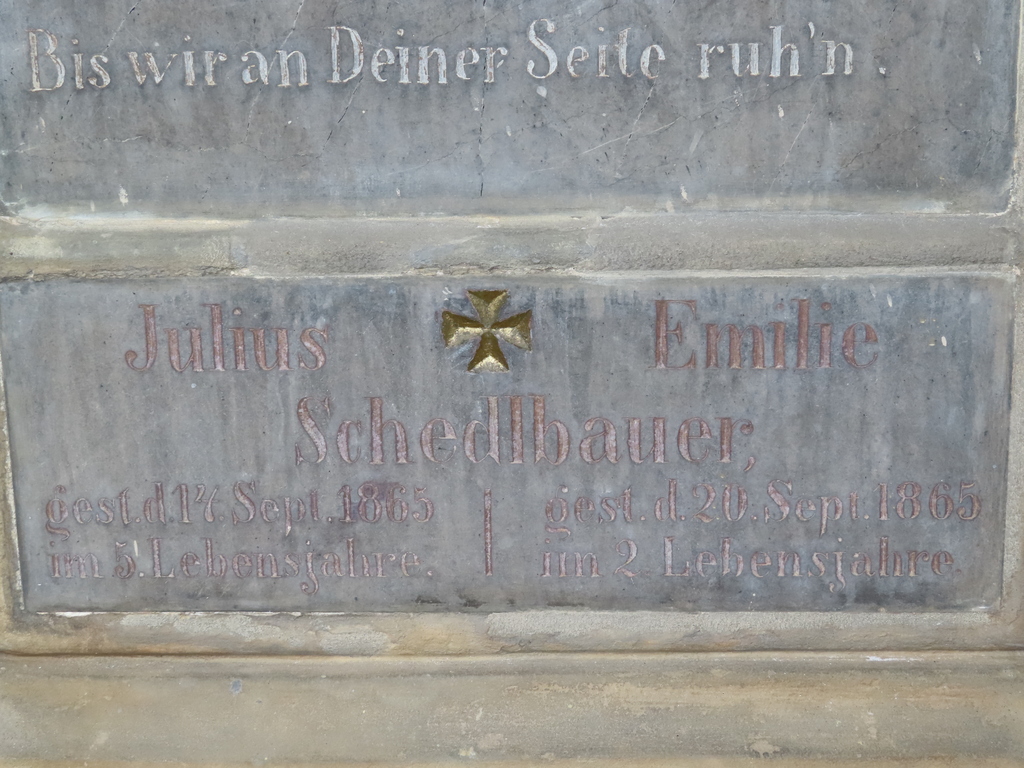 Bis wir an Deiner Seite ruh'n.
Julius Emilie
Schedlbauer,
gest. d. 17. Sept. 1865 gest. d. 20. Sept. 1865
im 5. Lebensjahre. im 2. Lebensjahre.